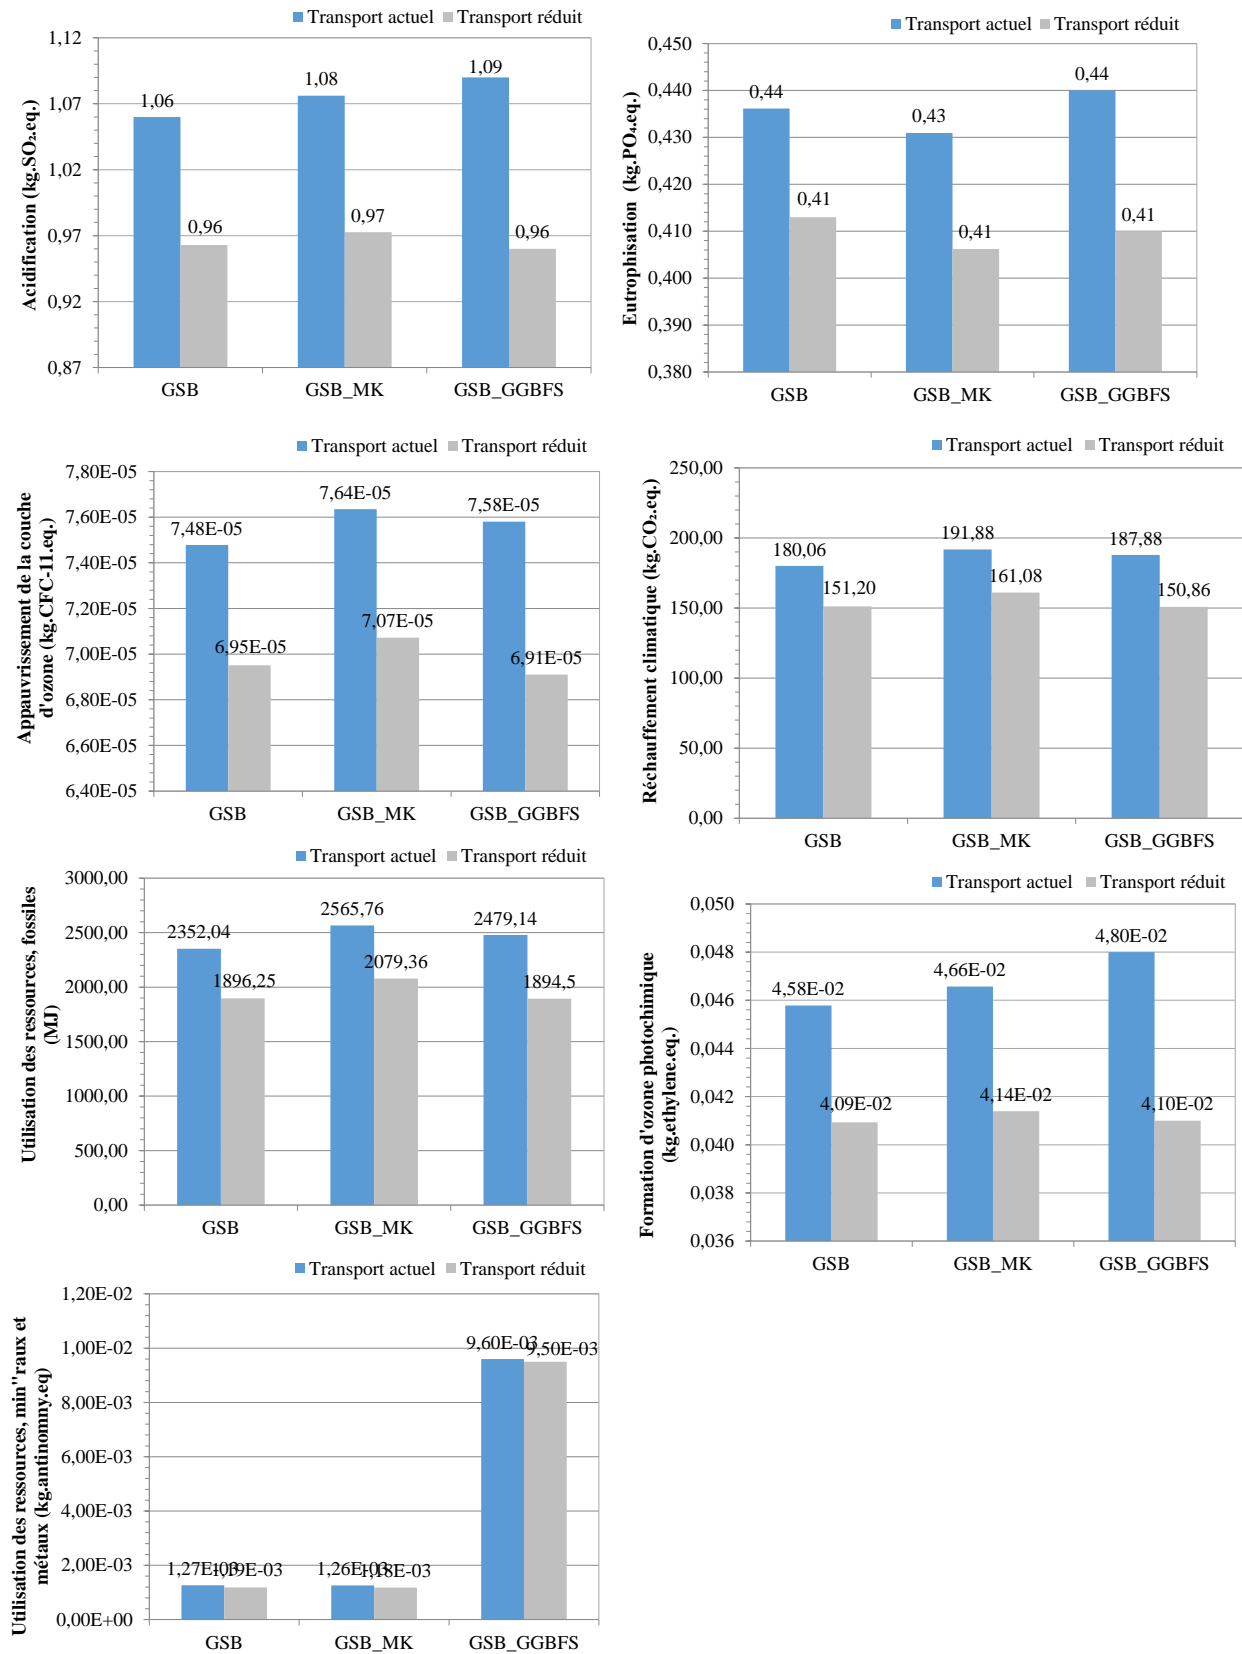 Transport actuel Transport réduit
Acidification (kg.SO₂.eq.)
1,12
1,07
1,02
0,97
0,92
0,87
1,06
0,96
1,08
0,97
1,09
0,96
GSB GSB_MK GSB_GGBFS
Transport actuel Transport réduit
Eutrophisation (kg.PO₄.eq.)
0,450
0,440
0,430
0,420
0,410
0,400
0,390
0,380
0,44
0,41
0,43
0,41
0,44
0,41
GSB GSB_MK GSB_GGBFS
Transport actuel Transport réduit
Appauvrissement de la couche
d'ozone (kg.CFC-11.eq.)
7,80E-05
7,60E-05
7,40E-05
7,20E-05
7,00E-05
6,80E-05
6,60E-05
6,40E-05
7,48E-05
6,95E-05
7,64E-05
7,07E-05
7,58E-05
6,91E-05
GSB GSB_MK GSB_GGBFS
Transport actuel Transport réduit
Réchauffement climatique (kg.CO₂.eq.)
250,00
200,00
150,00
100,00
50,00
0,00
180,06
151,20
191,88
161,08
187,88
150,86
GSB GSB_MK GSB_GGBFS
Transport actuel Transport réduit
Utilisation des ressources, fossiles
(MJ)
3000,00
2500,00
2000,00
1500,00
1000,00
500,00
0,00
2352,04
1896,25
2565,76
2079,36
2479,14
1894,5
GSB GSB_MK GSB_GGBFS
Transport actuel Transport réduit
Formation d'ozone photochimique
(kg.ethylene.eq.)
0,050
0,048
0,046
0,044
0,042
0,040
0,038
0,036
4,58E-02
4,09E-02
4,66E-02
4,14E-02
4,80E-02
4,10E-02
GSB GSB_MK GSB_GGBFS
Transport actuel Transport réduit
Utilisation des ressources, min"raux et
métaux (kg.antinomny.eq)
1,20E-02
1,00E-02
8,00E-03
6,00E-03
4,00E-03
2,00E-03
0,00E+00
1,27E-03
1,19E-03
1,26E-03
1,18E-03
9,60E-03
9,50E-03
GSB GSB_MK GSB_GGBFS